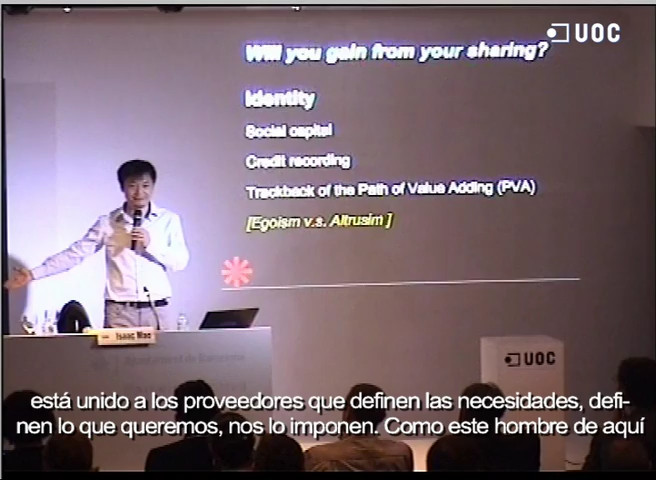 UOC
Will you gain from your sharing?
Identity
Social capital
Credit recording
Trackback of the Path of Value Adding (PVA)
[Egoism v.s. Altrusim ]
Isaac Mao
UOC
está unido a los proveedores que definen las necesidades, defi-
nen lo que queremos, nos lo imponen. Como este hombre de aquí